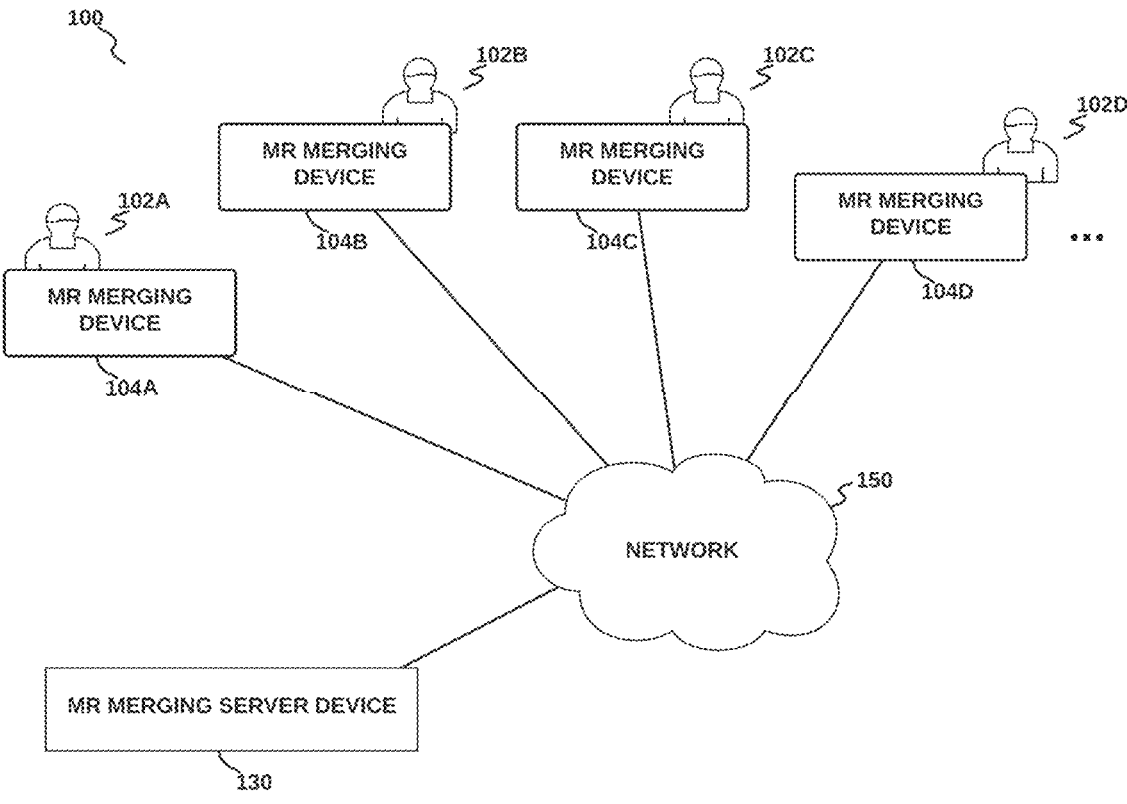 100
102B
102C
102D
MR MERGING
DEVICE
104B
MR MERGING
DEVICE
104C
MR MERGING
DEVICE
104D
...
102A
MR MERGING
DEVICE
104A
150
NETWORK
MR MERGING SERVER DEVICE
130